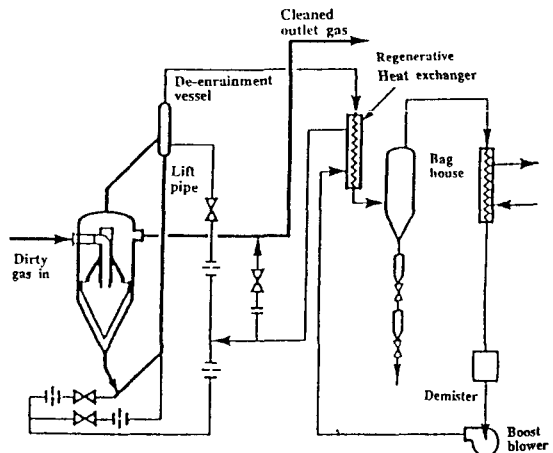 Cleaned
outlet gas
Regenerative
Heat exchanger
De-enrainment
vessel
Lift
pipe
Bag
house
Dirty
gas in
Demister
Boost
blower